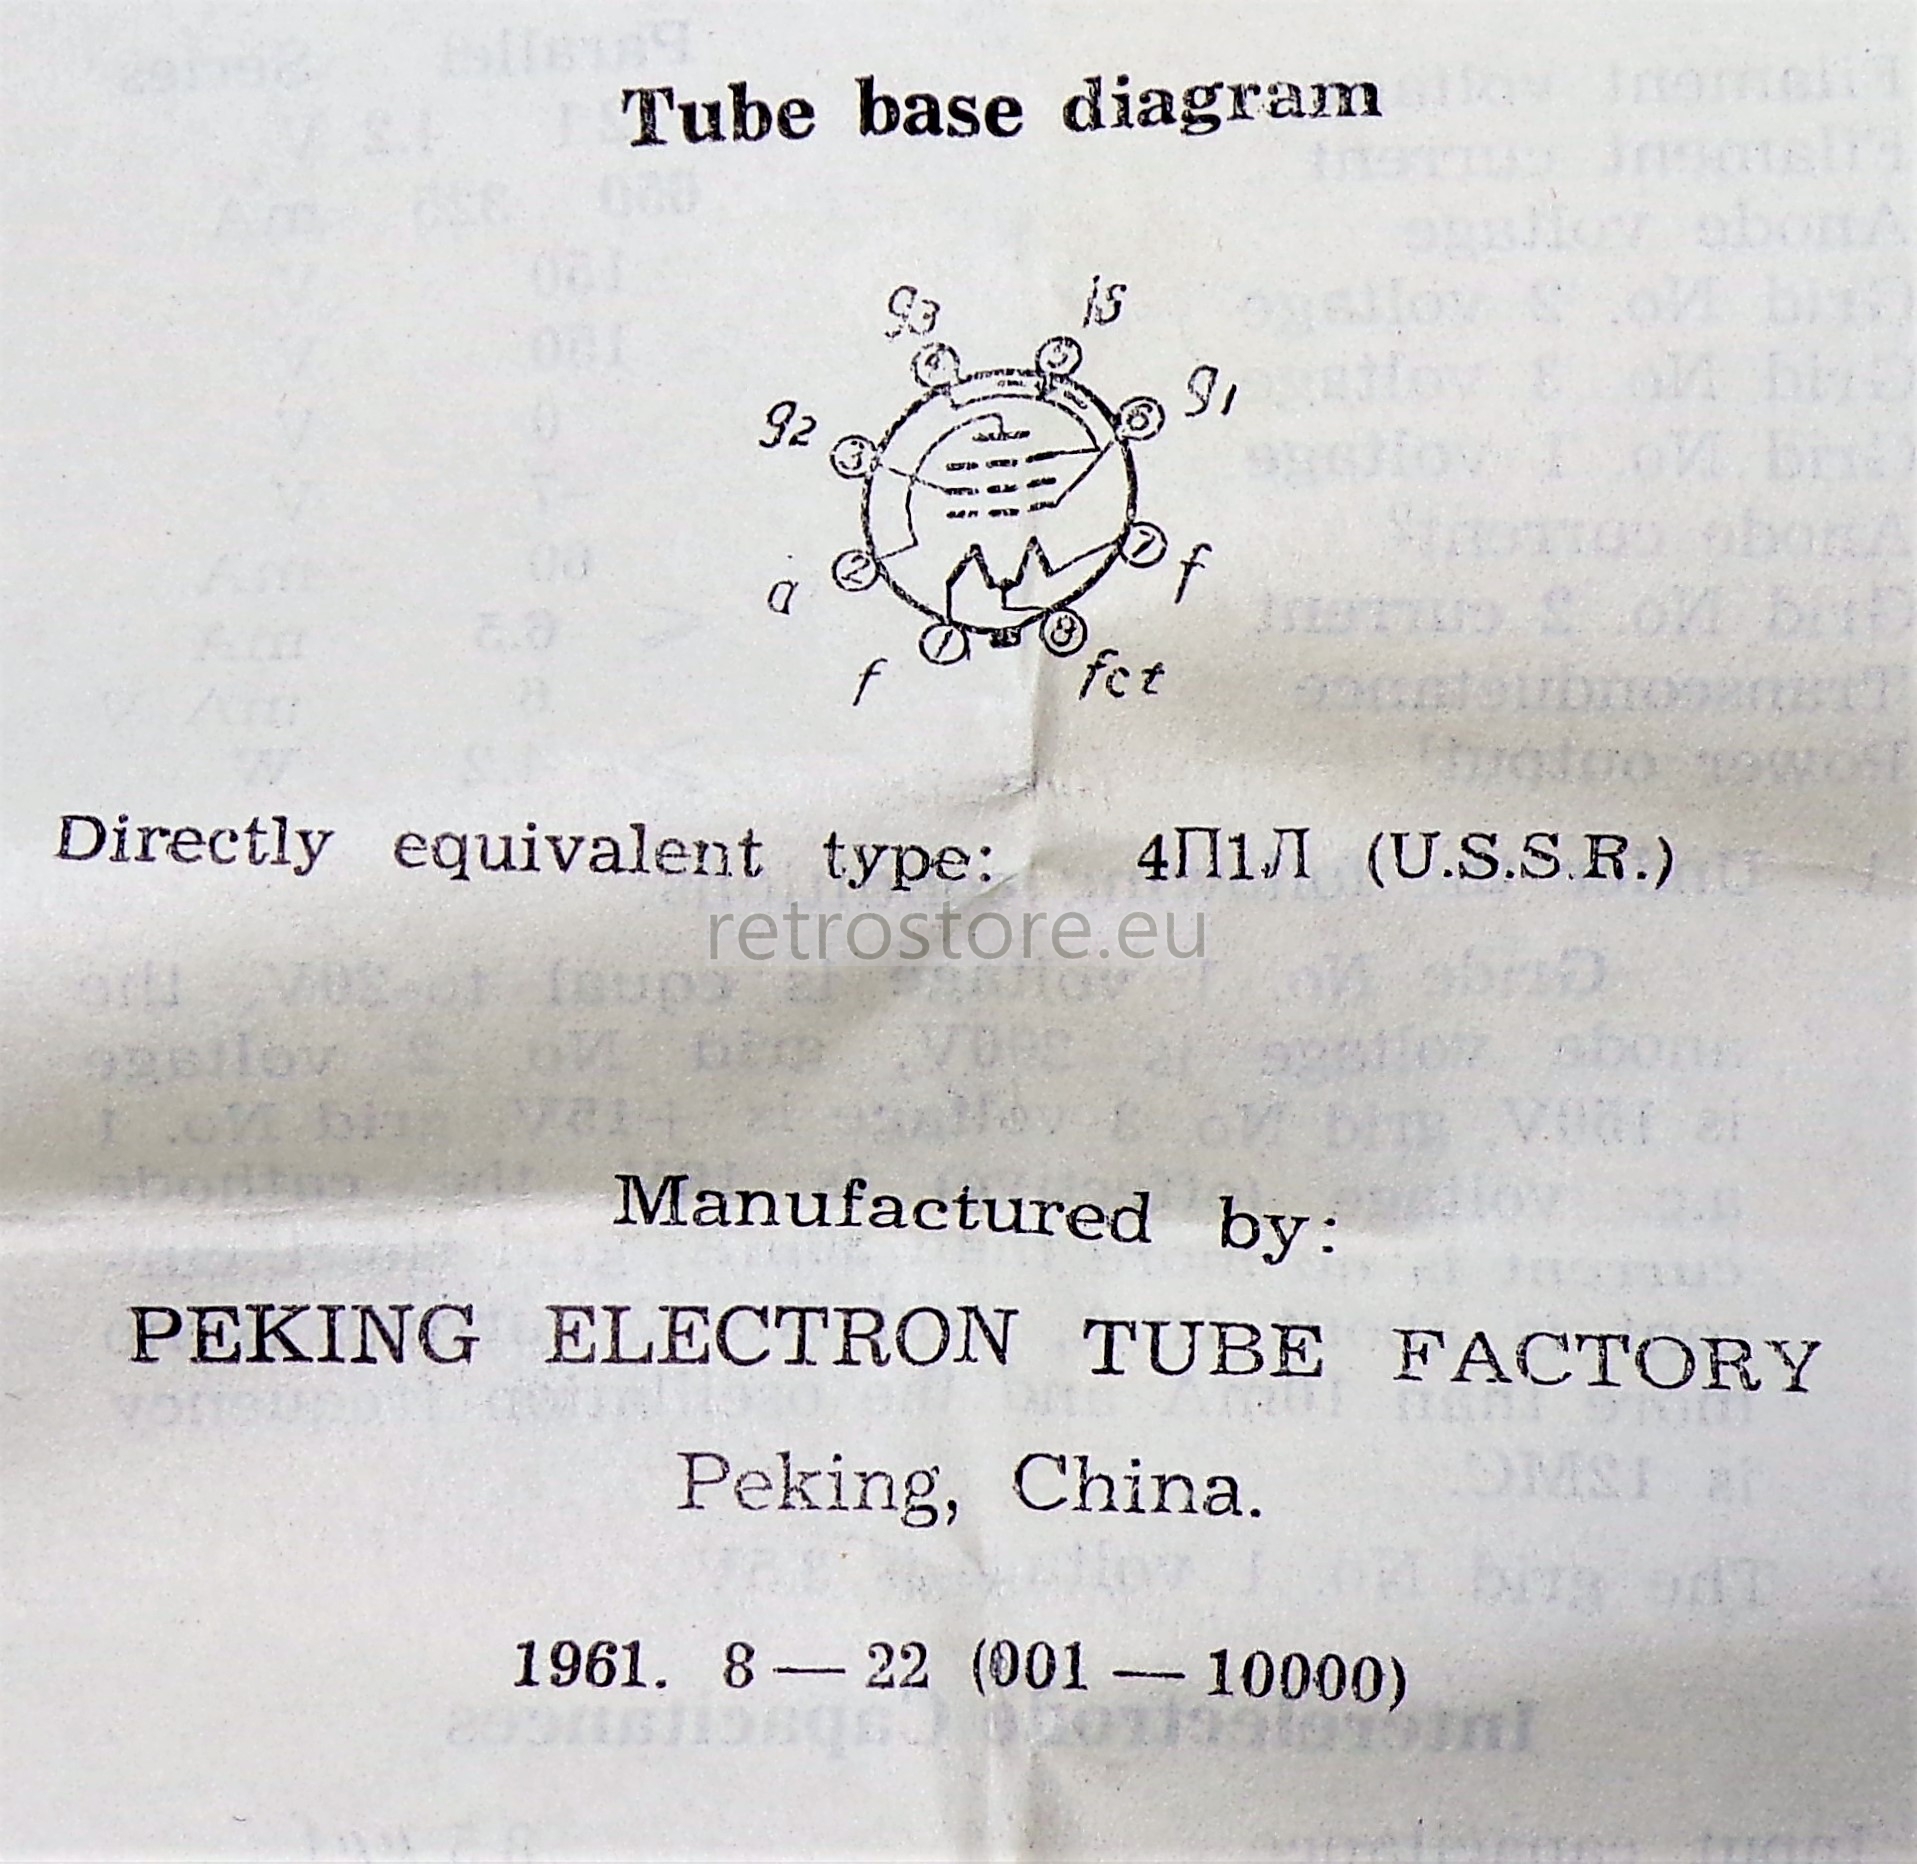 Tube base diagram
g3 is
g2 g1
a f
f fct
4 5
3 6
2 7
1 8
Directly equivalent type: 4П1Л (U.S.S.R.)
retrostore.eu
Manufactured by:
PEKING ELECTRON TUBE FACTORY
Peking, China.
1961. 8 — 22 (001 — 10000)